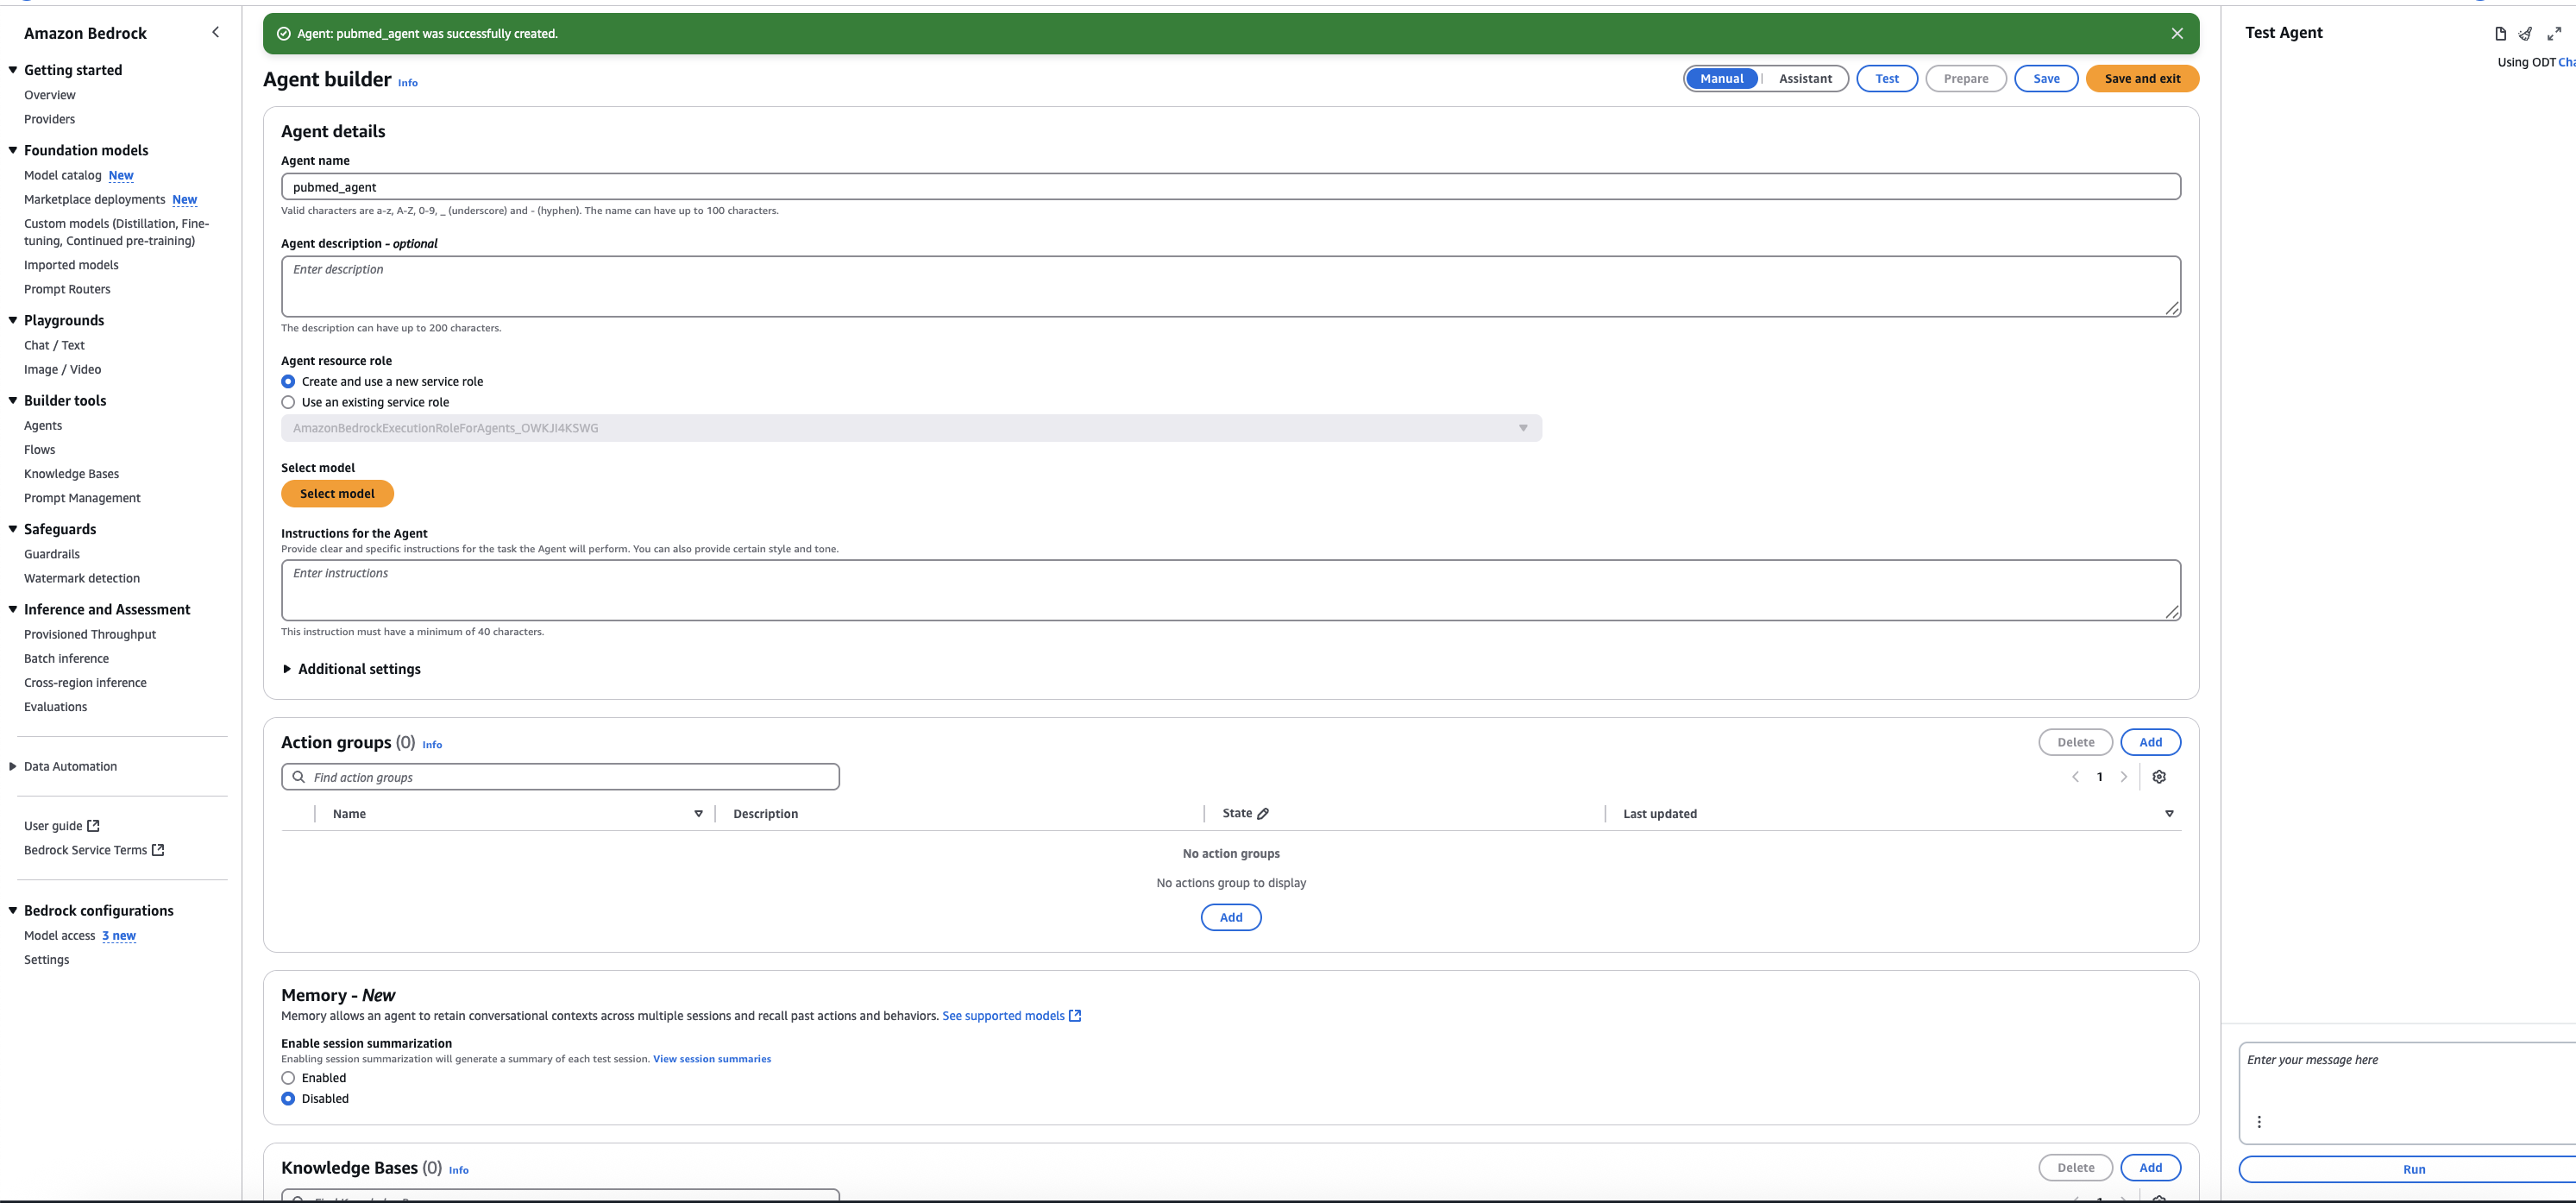 Amazon Bedrock
Getting started
Overview
Providers
Foundation models
Model catalog New
Marketplace deployments New
Custom models (Distillation, Fine-
tuning, Continued pre-training)
Imported models
Prompt Routers
Playgrounds
Chat / Text
Image / Video
Builder tools
Agents
Flows
Knowledge Bases
Prompt Management
Safeguards
Guardrails
Watermark detection
Inference and Assessment
Provisioned Throughput
Batch inference
Cross-region inference
Evaluations
Data Automation
User guide
Bedrock Service Terms
Bedrock configurations
Model access 3 new
Settings
Agent: pubmed_agent was successfully created.
Agent builder Info
Manual Assistant Test Prepare Save Save and exit
Agent details
Agent name
pubmed_agent
Valid characters are a-z, A-Z, 0-9, _ (underscore) and - (hyphen). The name can have up to 100 characters.
Agent description - optional
Enter description
The description can have up to 200 characters.
Agent resource role
Create and use a new service role
Use an existing service role
AmazonBedrockExecutionRoleForAgents_OWKJI4KSWG
Select model
Select model
Instructions for the Agent
Provide clear and specific instructions for the task the Agent will perform. You can also provide certain style and tone.
Enter instructions
This instruction must have a minimum of 40 characters.
Additional settings
Action groups (0) Info
Delete Add
Find action groups
1
Name Description State Last updated
No action groups
No actions group to display
Add
Memory - New
Memory allows an agent to retain conversational contexts across multiple sessions and recall past actions and behaviors. See supported models
Enable session summarization
Enabling session summarization will generate a summary of each test session. View session summaries
Enabled
Disabled
Knowledge Bases (0) Info
Delete Add
Test Agent
Using ODT Cha
Enter your message here
Run